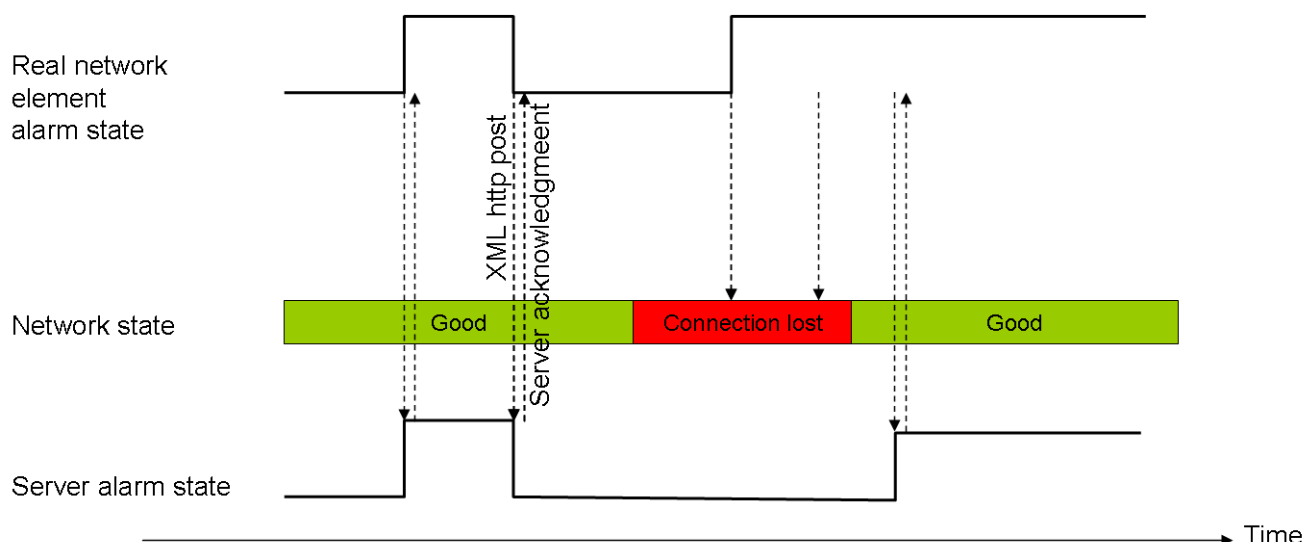 Real network
element
alarm state
XML http post
Server acknowledgmeent
Network state
Good
Connection lost
Good
Server alarm state
Time